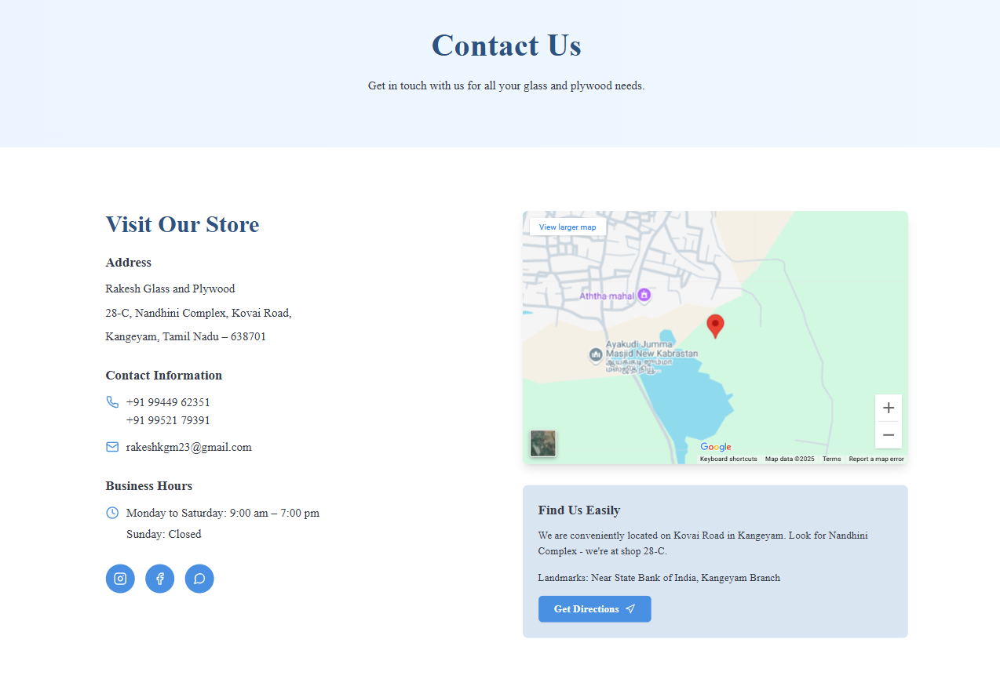 Contact Us
Get in touch with us for all your glass and plywood needs.
Visit Our Store
Address
Rakesh Glass and Plywood
28-C, Nandhini Complex, Kovai Road,
Kangeyam, Tamil Nadu – 638701
Contact Information
+91 99449 62351
+91 99521 79391
rakeshkgm23@gmail.com
Business Hours
Monday to Saturday: 9:00 am – 7:00 pm
Sunday: Closed
View larger map
Aththa mahal
Ayakudi Jumma
Masjid New Kabrastan
ஆயக்குடி ஜும்மா
Google
Keyboard shortcuts Map data ©2025 Terms Report a map error
Find Us Easily
We are conveniently located on Kovai Road in Kangeyam. Look for Nandhini
Complex - we're at shop 28-C.
Landmarks: Near State Bank of India, Kangeyam Branch
Get Directions